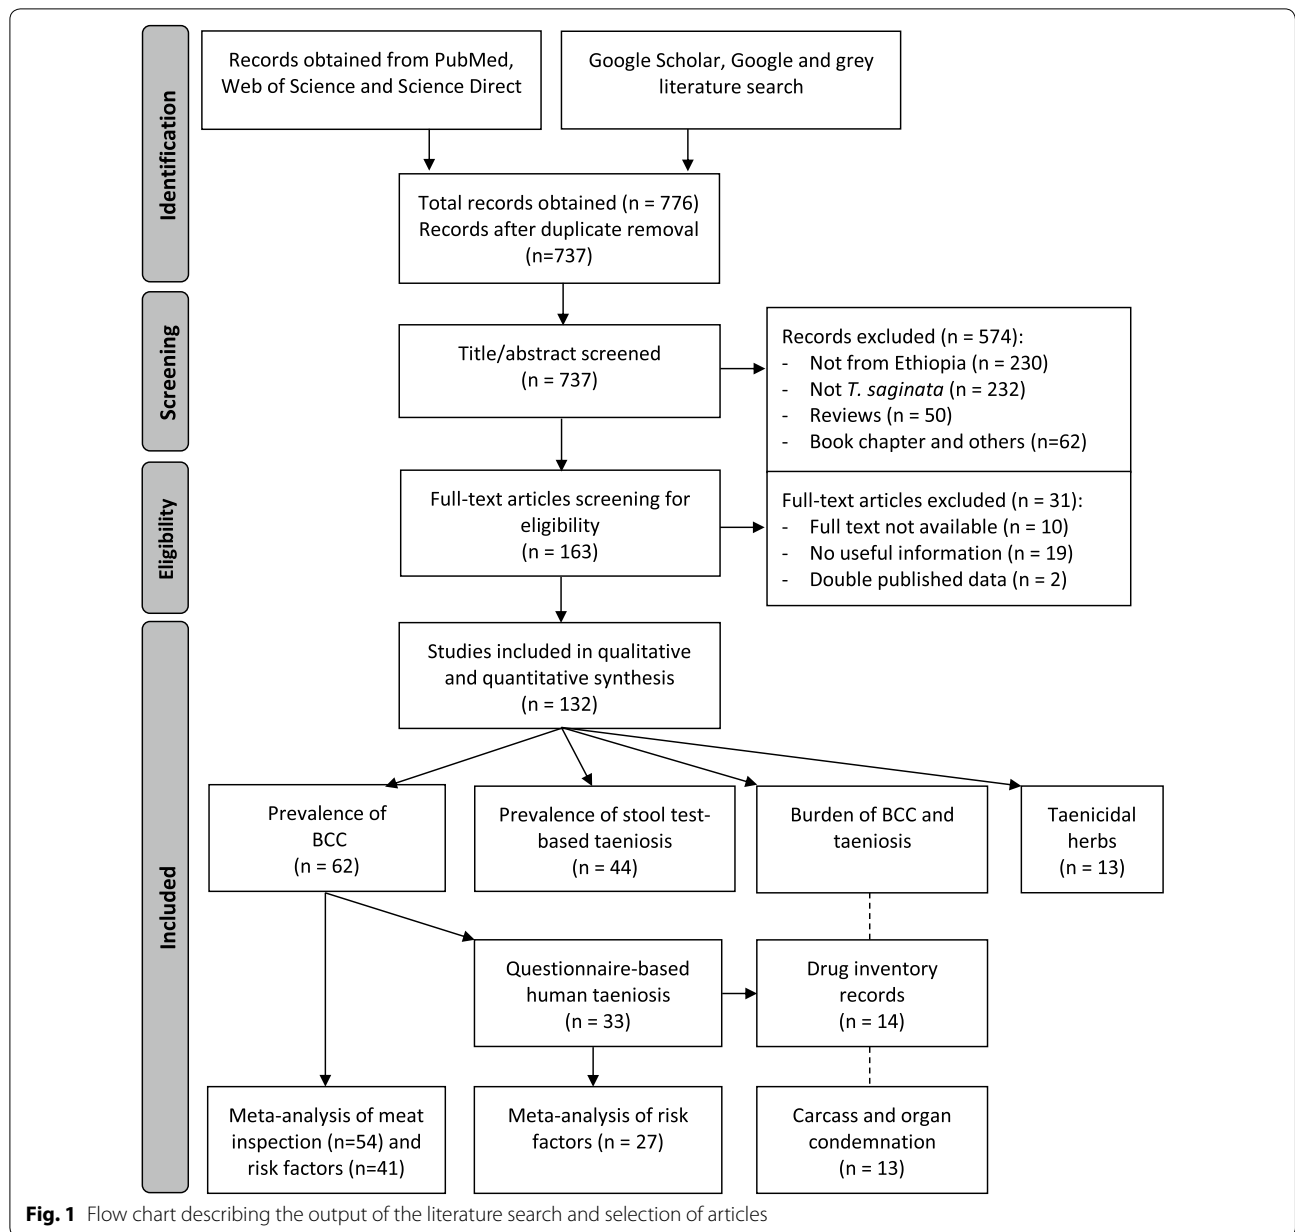 Identification
Records obtained from PubMed,
Web of Science and Science Direct
Google Scholar, Google and grey
literature search
Total records obtained (n = 776)
Records after duplicate removal
(n=737)
Screening
Title/abstract screened
(n = 737)
Records excluded (n = 574):
- Not from Ethiopia (n = 230)
- Not T. saginata (n = 232)
- Reviews (n = 50)
- Book chapter and others (n=62)
Eligibility
Full-text articles screening for
eligibility
(n = 163)
Full-text articles excluded (n = 31):
- Full text not available (n = 10)
- No useful information (n = 19)
- Double published data (n = 2)
Included
Studies included in qualitative
and quantitative synthesis
(n = 132)
Prevalence of
BCC
(n = 62)
Prevalence of stool test-
based taeniosis
(n = 44)
Burden of BCC and
taeniosis
Taenicidal
herbs
(n = 13)
Questionnaire-based
human taeniosis
(n = 33)
Drug inventory
records
(n = 14)
Meta-analysis of meat
inspection (n=54) and
risk factors (n=41)
Meta-analysis of risk
factors (n = 27)
Carcass and organ
condemnation
(n = 13)
Fig. 1 Flow chart describing the output of the literature search and selection of articles